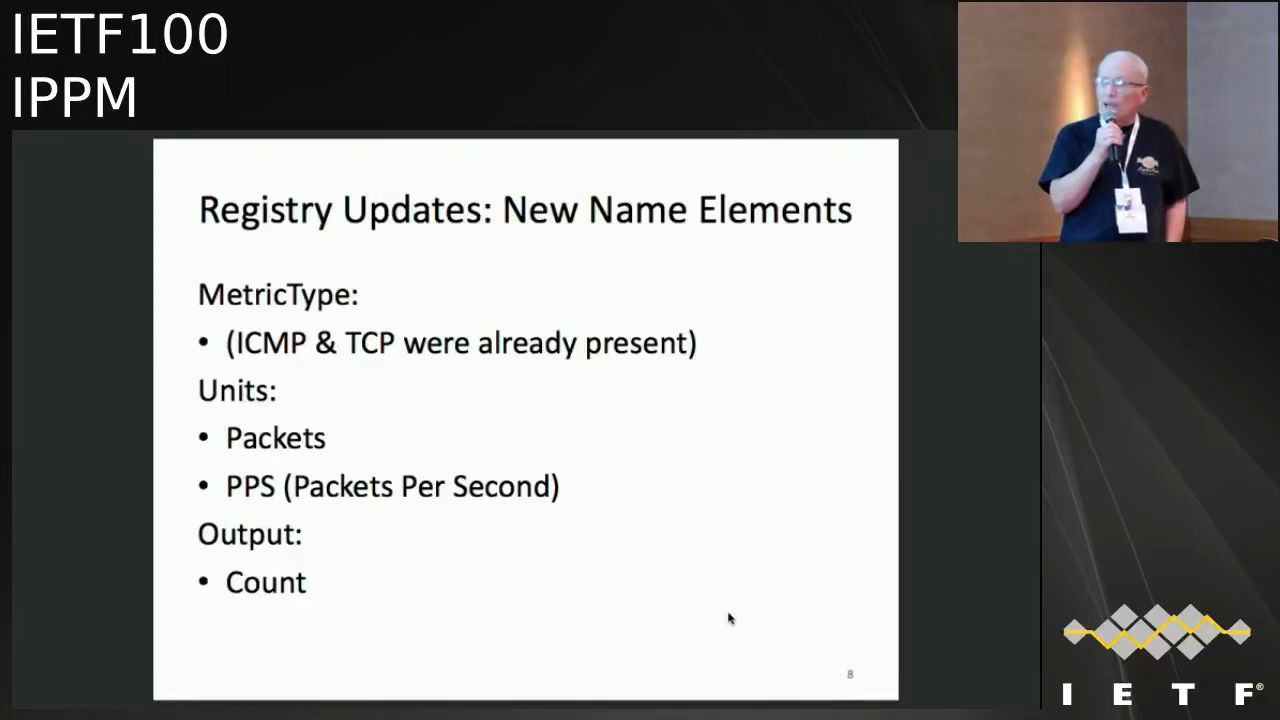 IETF100
IPPM
Registry Updates: New Name Elements
MetricType:
• (ICMP & TCP were already present)
Units:
• Packets
• PPS (Packets Per Second)
Output:
• Count
8
I E T F®